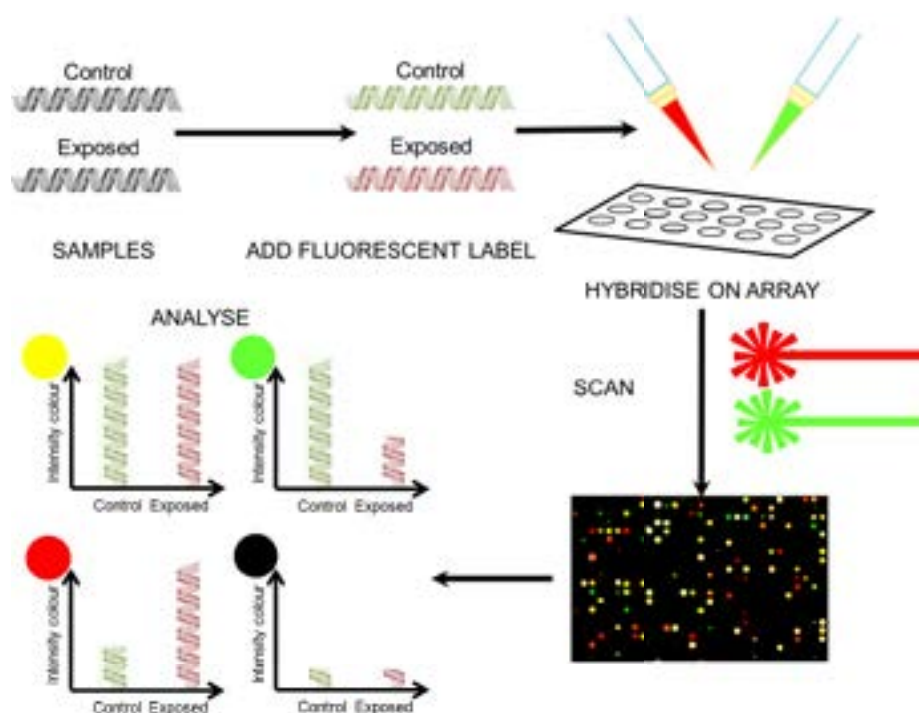 Control
Exposed
SAMPLES
Control
Exposed
ADD FLUORESCENT LABEL
HYBRIDISE ON ARRAY
SCAN
ANALYSE
Intensity colour
Control Exposed
Intensity colour
Control Exposed
Intensity colour
Control Exposed
Intensity colour
Control Exposed